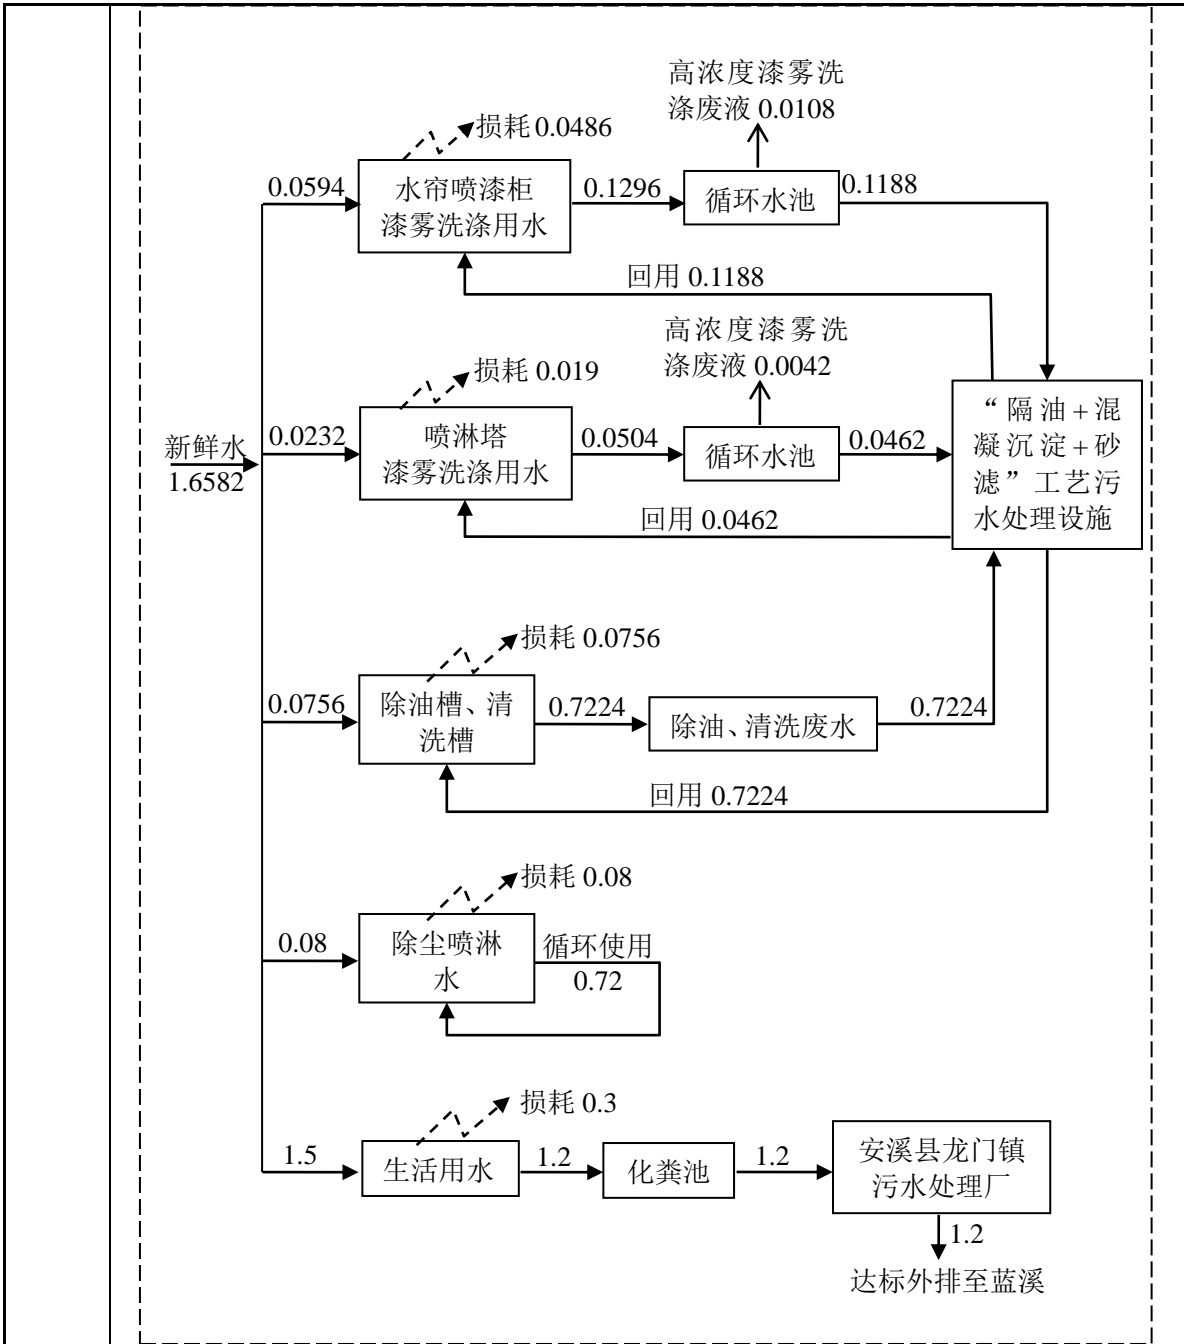 高浓度漆雾洗
涤废液 0.0108
损耗 0.0486
0.0594
水帘喷漆柜
漆雾洗涤用水
0.1296
循环水池
0.1188
回用 0.1188
高浓度漆雾洗
涤废液 0.0042
损耗 0.019
新鲜水
1.6582
0.0232
喷淋塔
漆雾洗涤用水
0.0504
循环水池
0.0462
“隔油+混
凝沉淀+砂
滤”工艺污
水处理设施
回用 0.0462
损耗 0.0756
0.0756
除油槽、清
洗槽
0.7224
除油、清洗废水
0.7224
回用 0.7224
损耗 0.08
0.08
除尘喷淋
水
循环使用
0.72
损耗 0.3
1.5
生活用水
1.2
化粪池
1.2
安溪县龙门镇
污水处理厂
1.2
达标外排至蓝溪